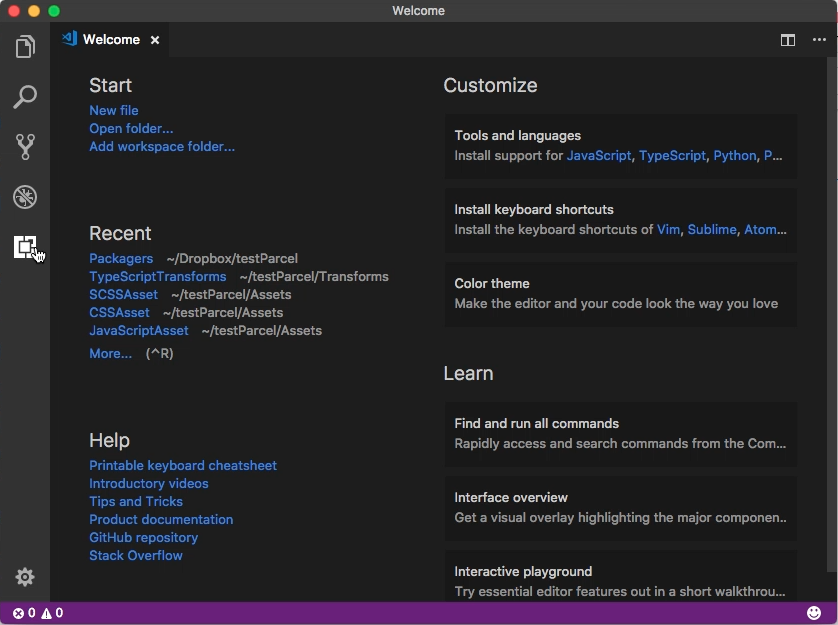 Welcome
Welcome ×
Start
New file
Open folder...
Add workspace folder...
Recent
Packagers ~/Dropbox/testParcel
TypeScriptTransforms ~/testParcel/Transforms
SCSSAsset ~/testParcel/Assets
CSSAsset ~/testParcel/Assets
JavaScriptAsset ~/testParcel/Assets
More... (^R)
Help
Printable keyboard cheatsheet
Introductory videos
Tips and Tricks
Product documentation
GitHub repository
Stack Overflow
Customize
Tools and languages
Install support for JavaScript, TypeScript, Python, P...
Install keyboard shortcuts
Install the keyboard shortcuts of Vim, Sublime, Atom...
Color theme
Make the editor and your code look the way you love
Learn
Find and run all commands
Rapidly access and search commands from the Com...
Interface overview
Get a visual overlay highlighting the major componen..
Interactive playground
Try essential editor features out in a short walkthrou...
0 0